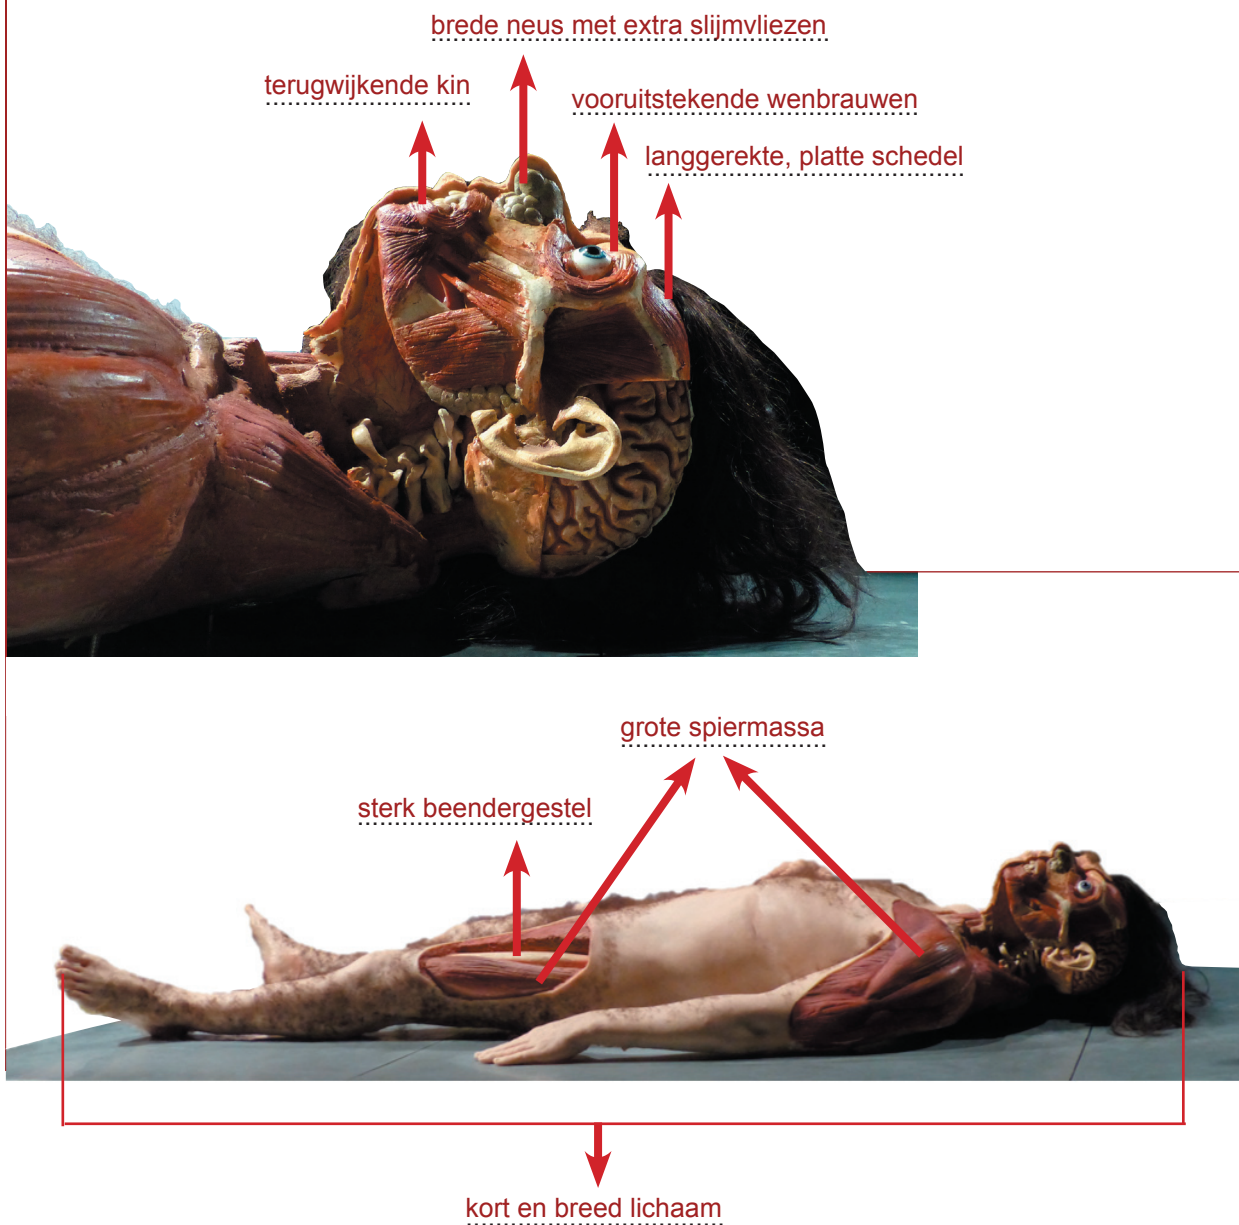 brede neus met extra slijmvliezen
terugwijkende kin
vooruitstekende wenbrauwen
langgerekte, platte schedel
grote spiermassa
sterk beendergestel
kort en breed lichaam